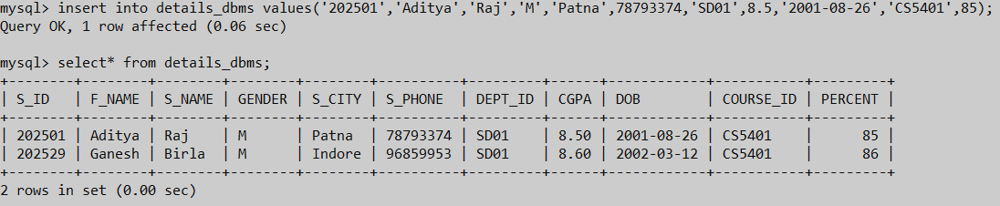 mysql> insert into details_dbms values('202501','Aditya','Raj','M','Patna',78793374,'SD01',8.5,'2001-08-26','CS5401',85);
Query OK, 1 row affected (0.06 sec)
mysql> select* from details_dbms;
+--------+--------+--------+--------+--------+----------+---------+------+------------+-----------+---------+
| S_ID   | F_NAME | S_NAME | GENDER | S_CITY | S_PHONE  | DEPT_ID | CGPA | DOB        | COURSE_ID | PERCENT |
+--------+--------+--------+--------+--------+----------+---------+------+------------+-----------+---------+
| 202501 | Aditya | Raj    | M      | Patna  | 78793374 | SD01    | 8.50 | 2001-08-26 | CS5401    |      85 |
| 202529 | Ganesh | Birla  | M      | Indore | 96859953 | SD01    | 8.60 | 2002-03-12 | CS5401    |      86 |
+--------+--------+--------+--------+--------+----------+---------+------+------------+-----------+---------+
2 rows in set (0.00 sec)